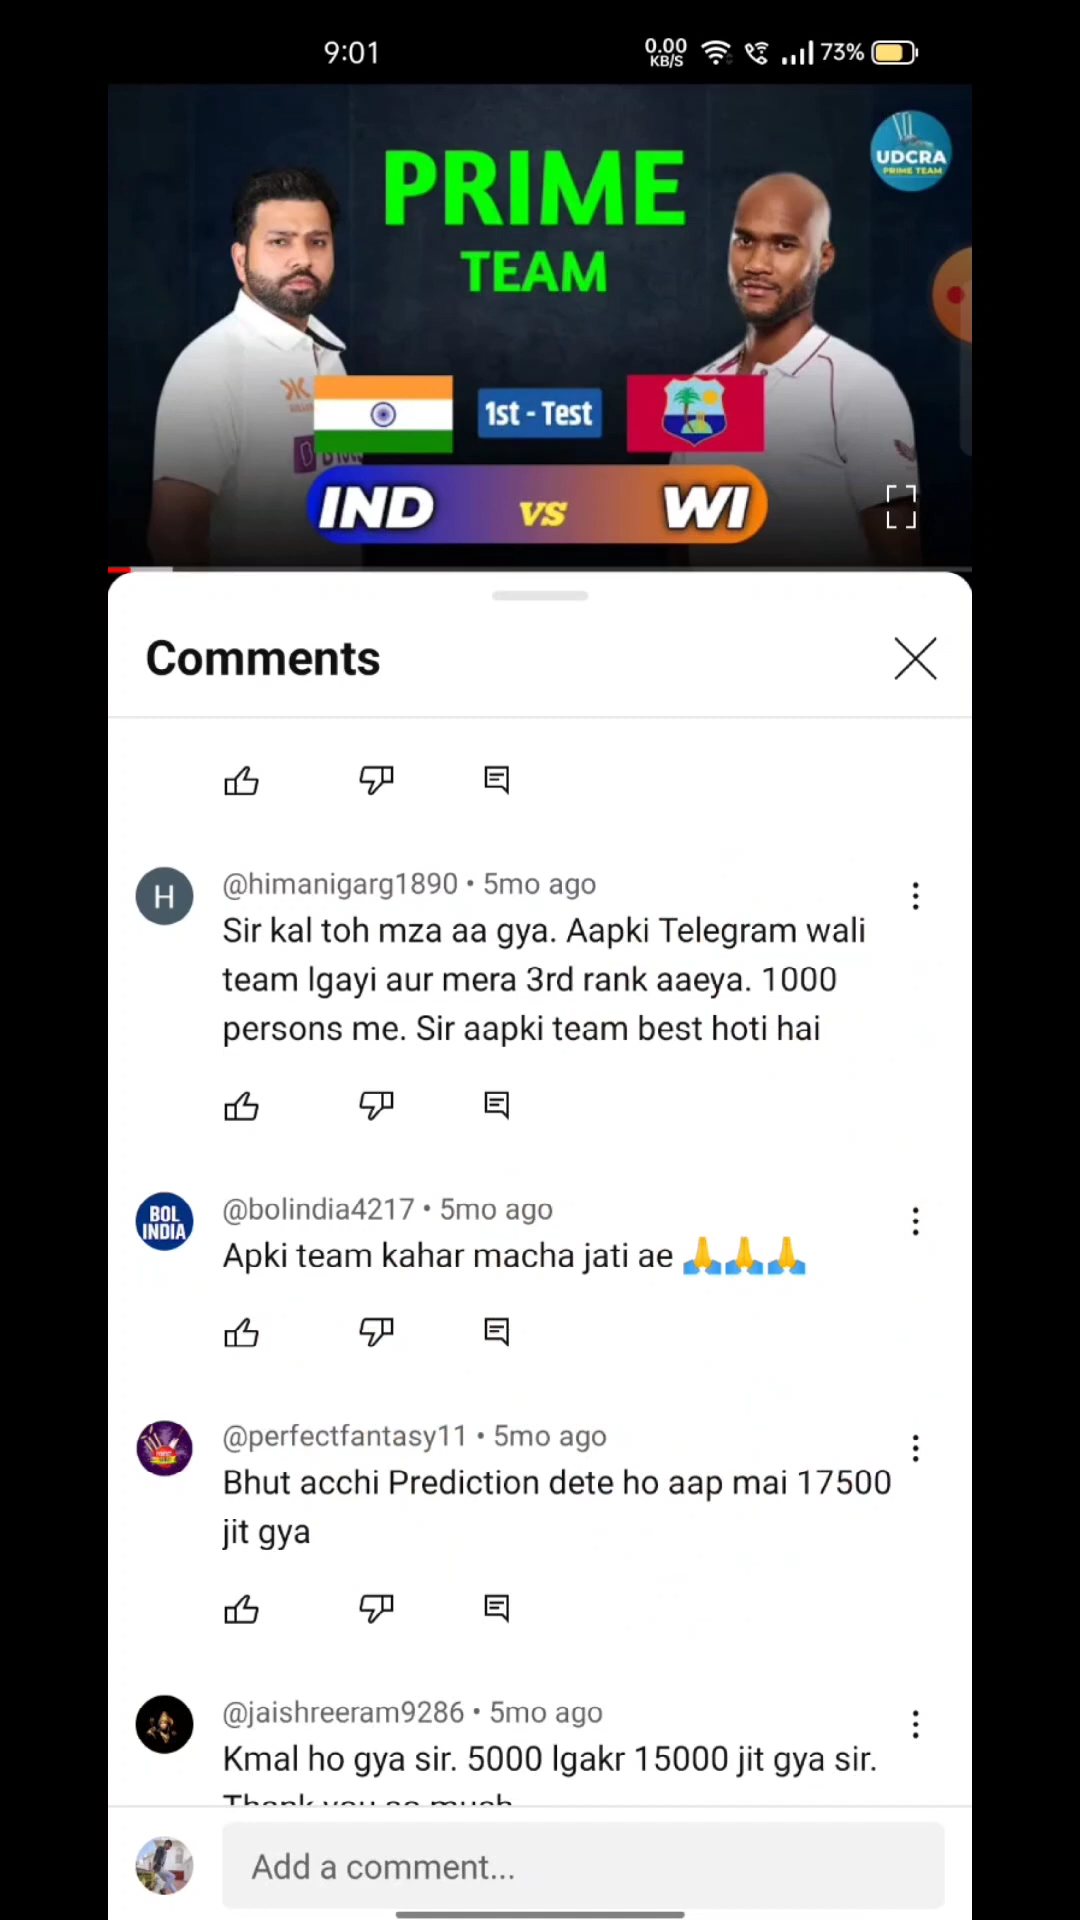 9:01
0.00
KB/S
73%
UDCRA
PRIME TEAM
PRIME
TEAM
1st - Test
IND vs WI
Comments
H
@himanigarg1890 • 5mo ago
Sir kal toh mza aa gya. Aapki Telegram wali
team lgayi aur mera 3rd rank aaeya. 1000
persons me. Sir aapki team best hoti hai
BOL
INDIA
@bolindia4217 • 5mo ago
Apki team kahar macha jati ae 🙏🙏🙏
@perfectfantasy11 • 5mo ago
Bhut acchi Prediction dete ho aap mai 17500
jit gya
@jaishreeram9286 • 5mo ago
Kmal ho gya sir. 5000 lgakr 15000 jit gya sir.
Thank you so much
Add a comment...